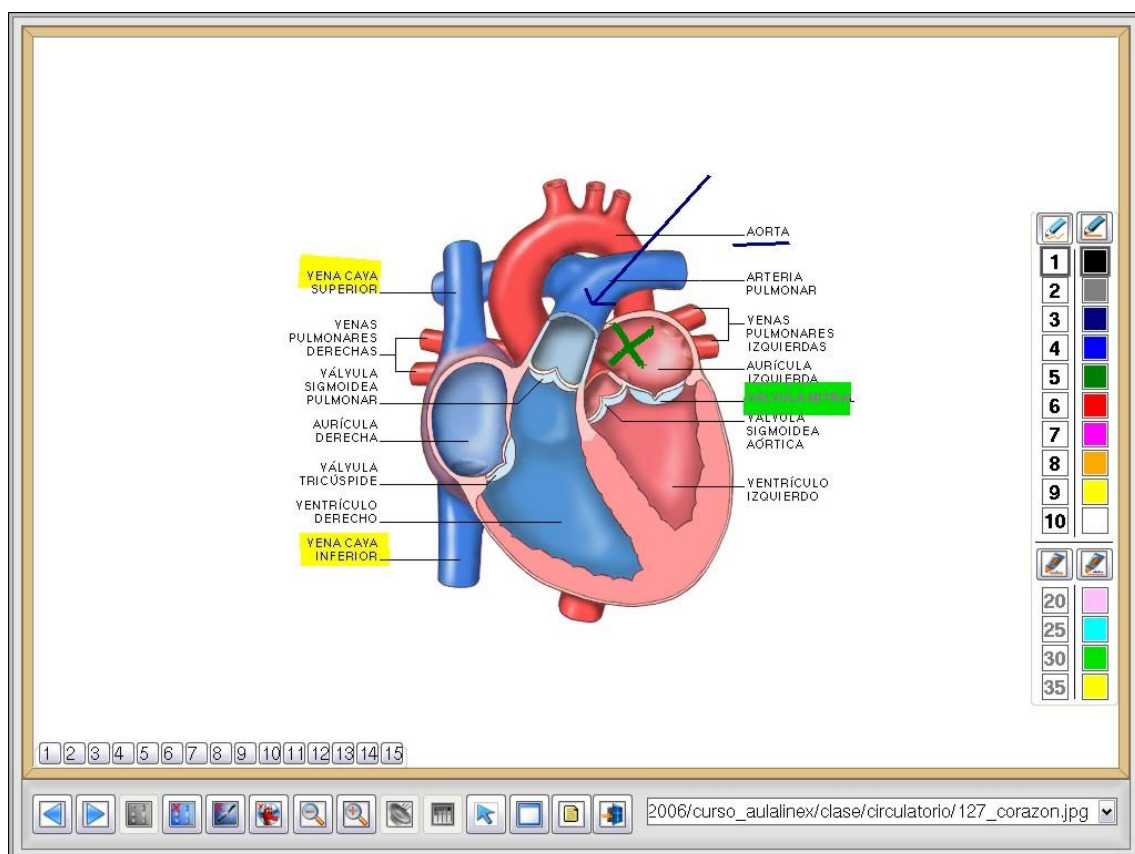 AORTA
VENA CAVA
SUPERIOR
ARTERIA
PULMONAR
VENAS
PULMONARES
DERECHAS
VENAS
PULMONARES
IZQUIERDAS
VÁLVULA
SIGMOIDEA
PULMONAR
AURÍCULA
IZQUIERDA
VÁLVULA MITRAL
AURÍCULA
DERECHA
VÁLVULA
SIGMOIDEA
AÓRTICA
VÁLVULA
TRICÚSPIDE
VENTRÍCULO
IZQUIERDO
VENTRÍCULO
DERECHO
VENA CAVA
INFERIOR
1
2
3
4
5
6
7
8
9
10
20
25
30
35
1 2 3 4 5 6 7 8 9 10 11 12 13 14 15
2006/curso_aulalinex/clase/circulatorio/127_corazon.jpg